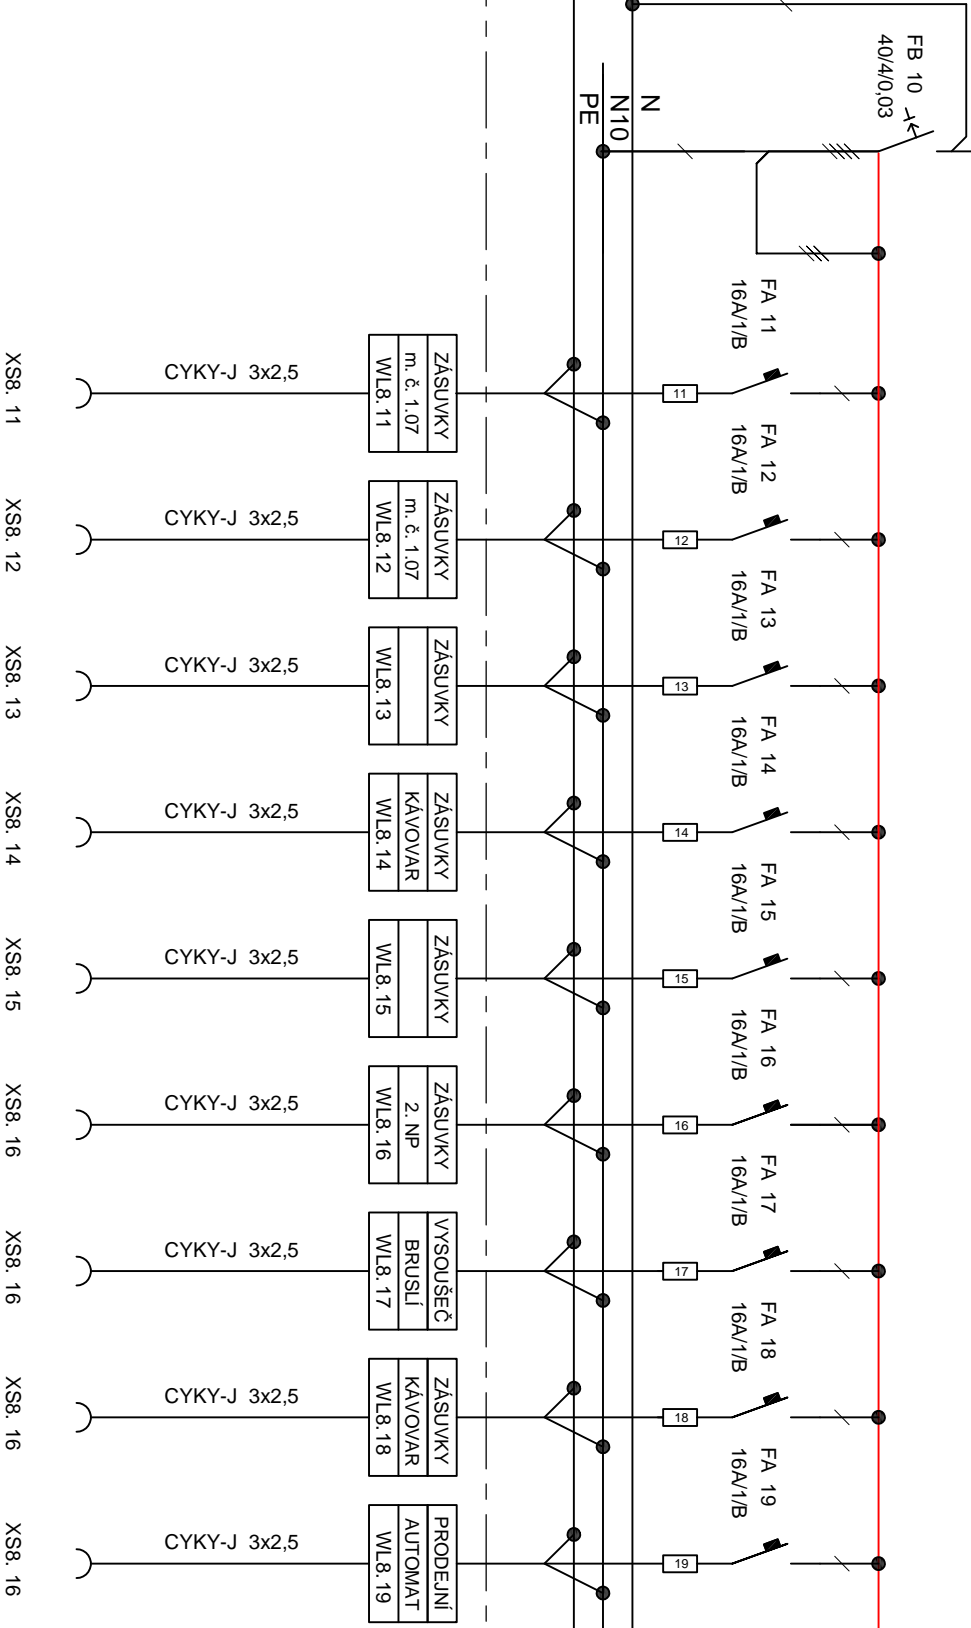 FB 10
40/4/0,03
N
N10
PE
FA 11
16A/1/B
FA 12
16A/1/B
FA 13
16A/1/B
FA 14
16A/1/B
FA 15
16A/1/B
FA 16
16A/1/B
FA 17
16A/1/B
FA 18
16A/1/B
FA 19
16A/1/B
11
12
13
14
15
16
17
18
19
ZÁSUVKY
m. č. 1.07
WL8.11
ZÁSUVKY
m. č. 1.07
WL8.12
ZÁSUVKY
WL8.13
ZÁSUVKY
KÁVOVAR
WL8.14
ZÁSUVKY
WL8.15
ZÁSUVKY
2. NP
WL8.16
VYSOUŠEČ
BRUSLÍ
WL8.17
ZÁSUVKY
KÁVOVAR
WL8.18
PRODEJNÍ
AUTOMAT
WL8.19
CYKY-J 3x2,5
CYKY-J 3x2,5
CYKY-J 3x2,5
CYKY-J 3x2,5
CYKY-J 3x2,5
CYKY-J 3x2,5
CYKY-J 3x2,5
CYKY-J 3x2,5
CYKY-J 3x2,5
XS8. 11
XS8. 12
XS8. 13
XS8. 14
XS8. 15
XS8. 16
XS8. 16
XS8. 16
XS8. 16